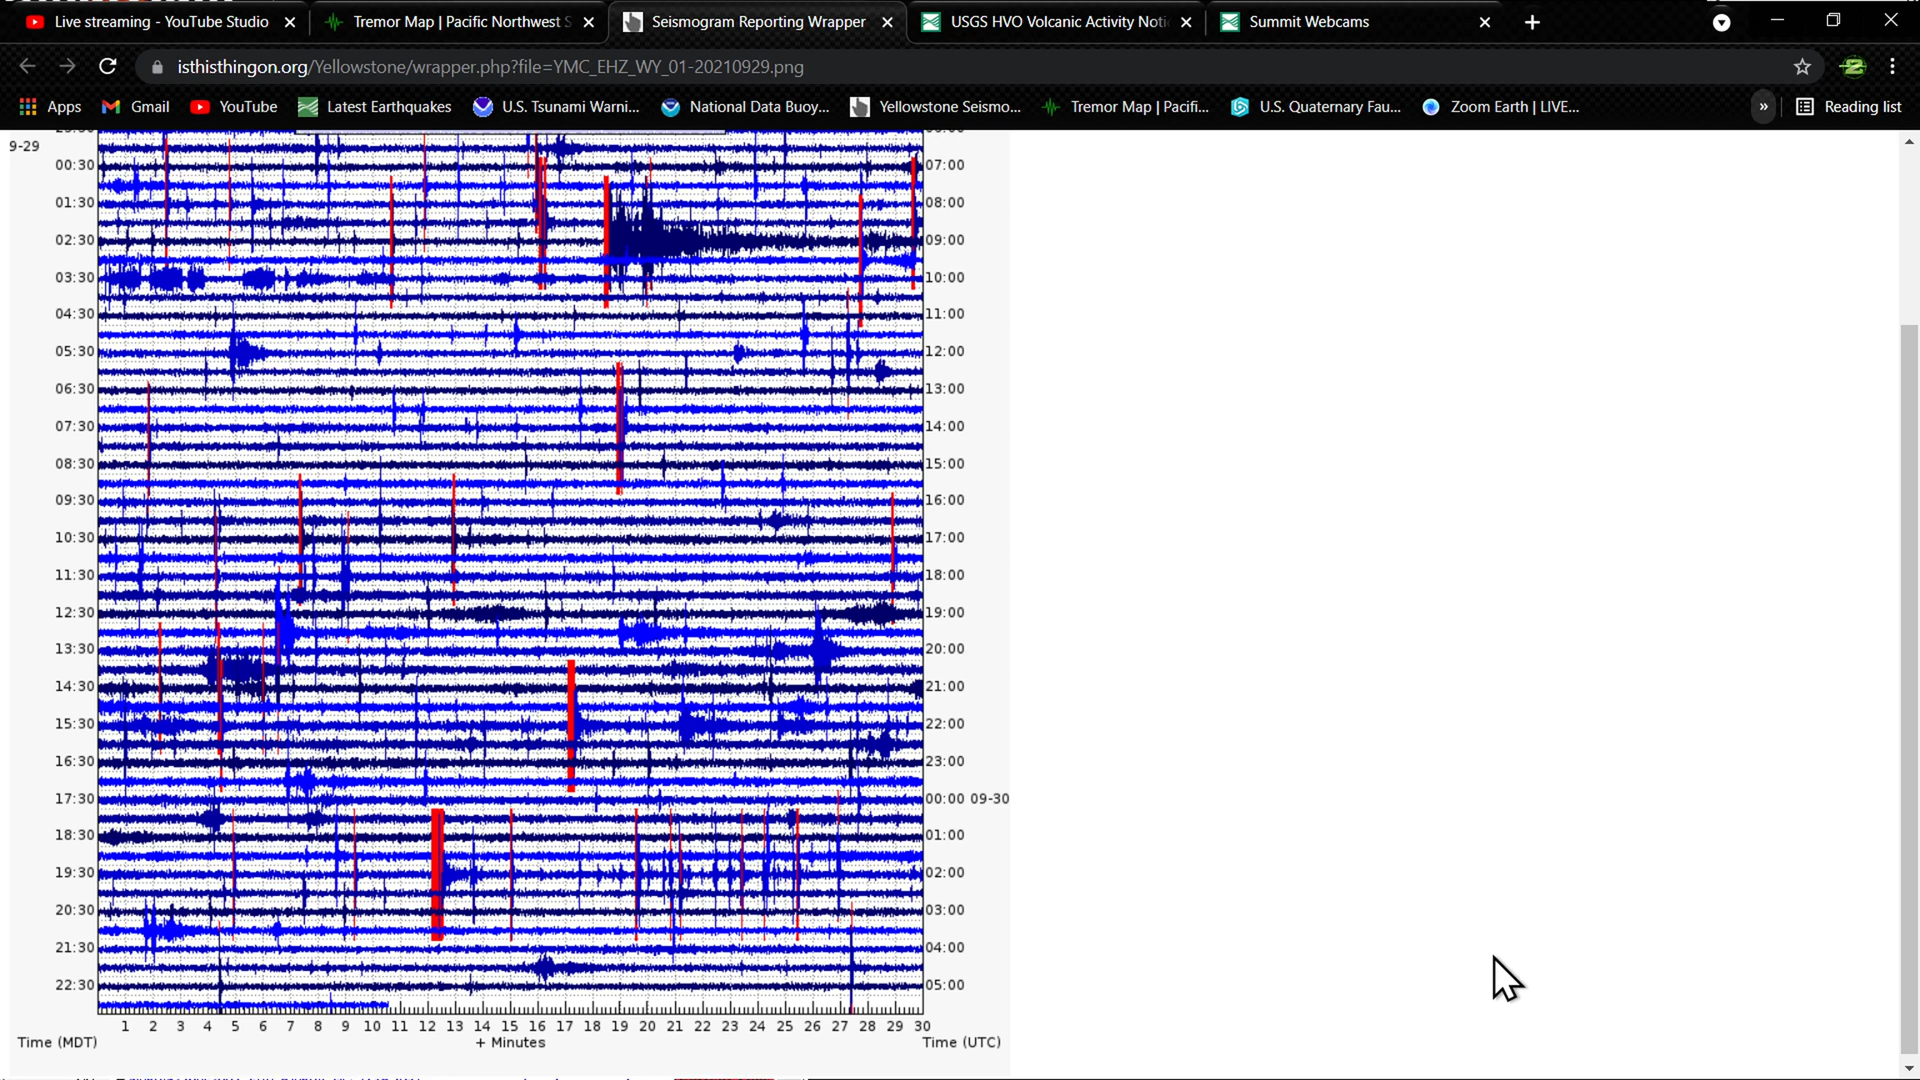 Live streaming - YouTube Studio
Tremor Map | Pacific Northwest S
Seismogram Reporting Wrapper
USGS HVO Volcanic Activity Noti
Summit Webcams
isthisthingon.org/Yellowstone/wrapper.php?file=YMC_EHZ_WY_01-20210929.png
Apps
Gmail
YouTube
Latest Earthquakes
U.S. Tsunami Warni...
National Data Buoy...
Yellowstone Seismo...
Tremor Map | Pacifi...
U.S. Quaternary Fau...
Zoom Earth | LIVE...
»
Reading list
9-29
00:30 07:00
01:30 08:00
02:30 09:00
03:30 10:00
04:30 11:00
05:30 12:00
06:30 13:00
07:30 14:00
08:30 15:00
09:30 16:00
10:30 17:00
11:30 18:00
12:30 19:00
13:30 20:00
14:30 21:00
15:30 22:00
16:30 23:00
17:30 00:00 09-30
18:30 01:00
19:30 02:00
20:30 03:00
21:30 04:00
22:30 05:00
1 2 3 4 5 6 7 8 9 10 11 12 13 14 15 16 17 18 19 20 21 22 23 24 25 26 27 28 29 30
Time (MDT) + Minutes Time (UTC)